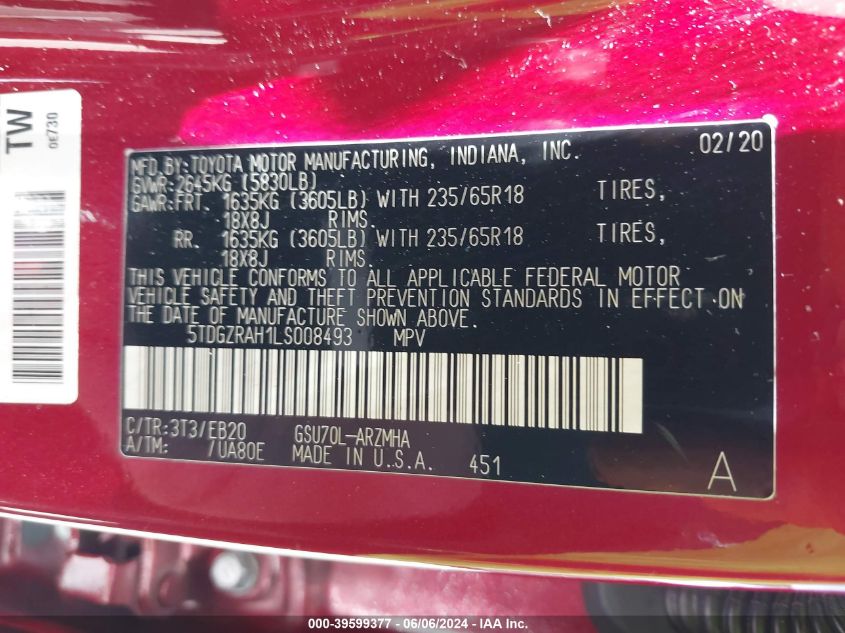 TW
0E730
MFD. BY: TOYOTA MOTOR MANUFACTURING, INDIANA, INC. 02/20
GVWR: 2645KG (5830LB)
GAWR: FRT. 1635KG (3605LB) WITH 235/65R18 TIRES,
18X8J RIMS.
RR. 1635KG (3605LB) WITH 235/65R18 TIRES,
18X8J RIMS.
THIS VEHICLE CONFORMS TO ALL APPLICABLE FEDERAL MOTOR
VEHICLE SAFETY AND THEFT PREVENTION STANDARDS IN EFFECT ON
THE DATE OF MANUFACTURE SHOWN ABOVE.
5TDGZRAH1LS008493 MPV
C/TR: 3T3/EB20 GSU70L-ARZMHA
A/TM: /UA80E MADE IN U.S.A. 451 A
000-39599377 - 06/06/2024 - IAAI.com